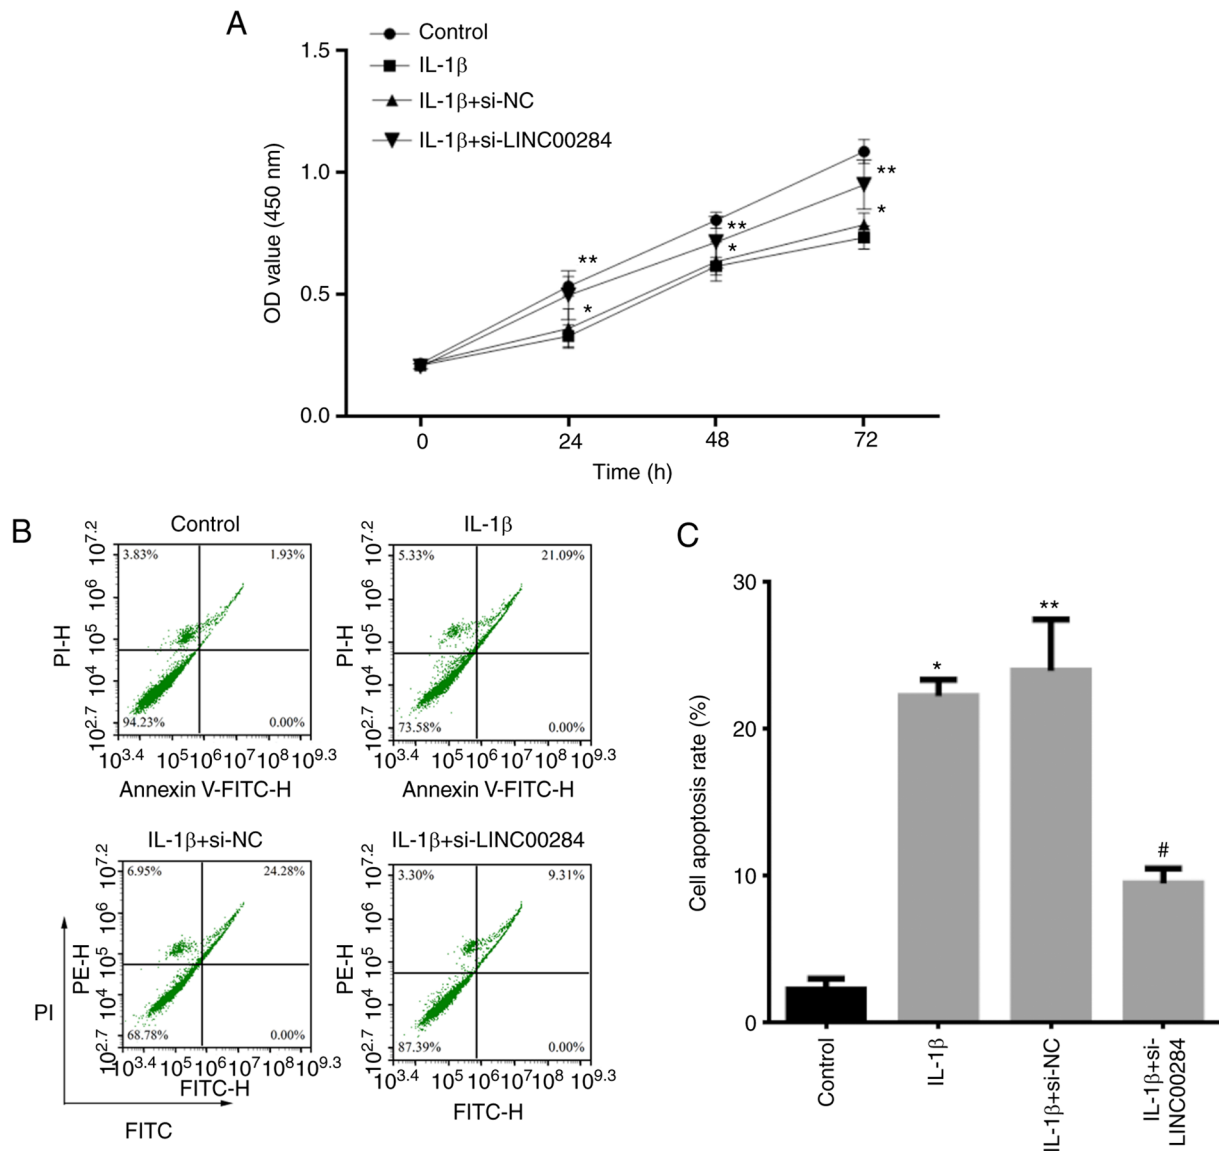 A
Control
IL-1β
IL-1β+si-NC
IL-1β+si-LINC00284
OD value (450 nm)
1.5
1.0
0.5
0.0
**
*
**
*
**
*
0 24 48 72
Time (h)
B
Control
PI-H
10^7.2
10^6
10^5
10^4
10^2.7
3.83% 1.93%
94.23% 0.00%
10^3.4 10^5 10^6 10^7 10^8 10^9.3
Annexin V-FITC-H
IL-1β
PI-H
10^7.2
10^6
10^5
10^4
10^2.7
5.33% 21.09%
73.58% 0.00%
10^3.4 10^5 10^6 10^7 10^8 10^9.3
Annexin V-FITC-H
IL-1β+si-NC
PE-H
10^7.2
10^6
10^5
10^4
10^2.7
6.95% 24.28%
68.78% 0.00%
10^3.4 10^5 10^6 10^7 10^8 10^9.3
FITC-H
IL-1β+si-LINC00284
PE-H
10^7.2
10^6
10^5
10^4
10^2.7
3.30% 9.31%
87.39% 0.00%
10^3.4 10^5 10^6 10^7 10^8 10^9.3
FITC-H
PI
FITC
C
Cell apoptosis rate (%)
30
20
10
0
*
**
#
Control
IL-1β
IL-1β+si-NC
IL-1β+si-
LINC00284